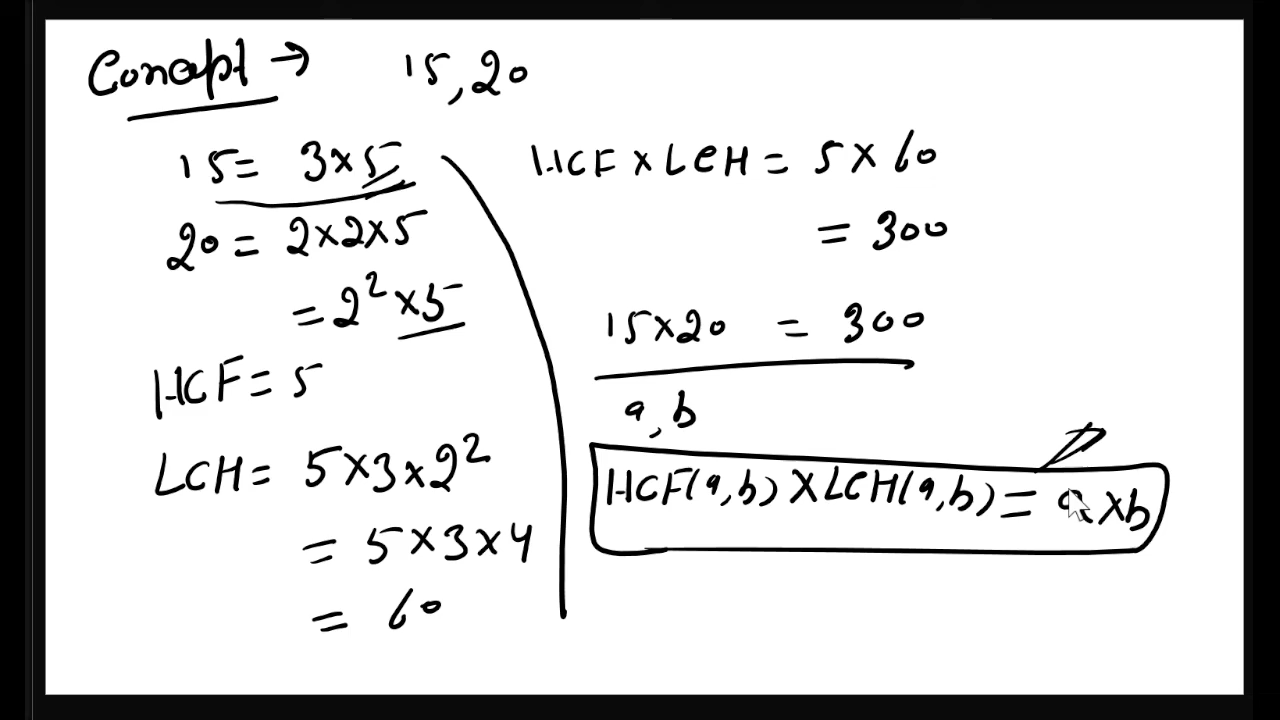 Concept → 15, 20
15 = 3 × 5
20 = 2×2×5
= 2² × 5
HCF = 5
LCM = 5 × 3 × 2²
= 5 × 3 × 4
= 60
HCF × LCM = 5 × 60
= 300
15 × 20 = 300
a, b
HCF(a, b) × LCM(a, b) = a × b